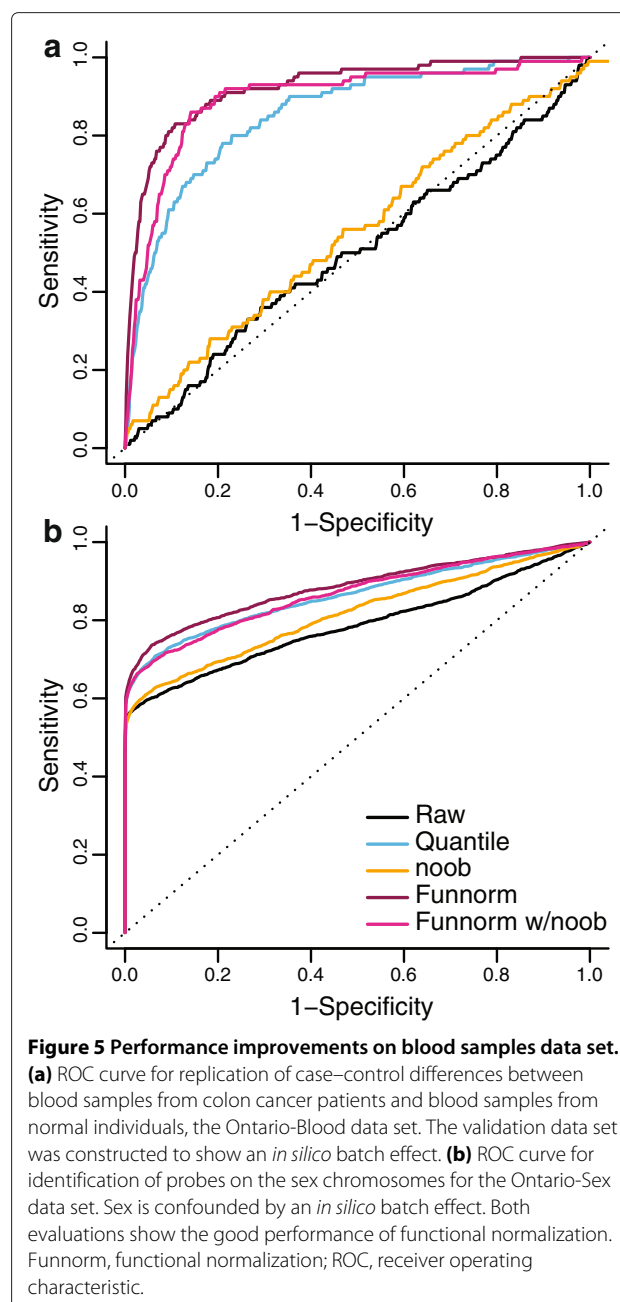 a
1.0
0.8
0.6
0.4
0.2
0.0
Sensitivity
0.0 0.2 0.4 0.6 0.8 1.0
1−Specificity
b
1.0
0.8
0.6
0.4
0.2
0.0
Sensitivity
Raw
Quantile
noob
Funnorm
Funnorm w/noob
0.0 0.2 0.4 0.6 0.8 1.0
1−Specificity
Figure 5 Performance improvements on blood samples data set.
(a) ROC curve for replication of case–control differences between
blood samples from colon cancer patients and blood samples from
normal individuals, the Ontario-Blood data set. The validation data set
was constructed to show an in silico batch effect. (b) ROC curve for
identification of probes on the sex chromosomes for the Ontario-Sex
data set. Sex is confounded by an in silico batch effect. Both
evaluations show the good performance of functional normalization.
Funnorm, functional normalization; ROC, receiver operating
characteristic.